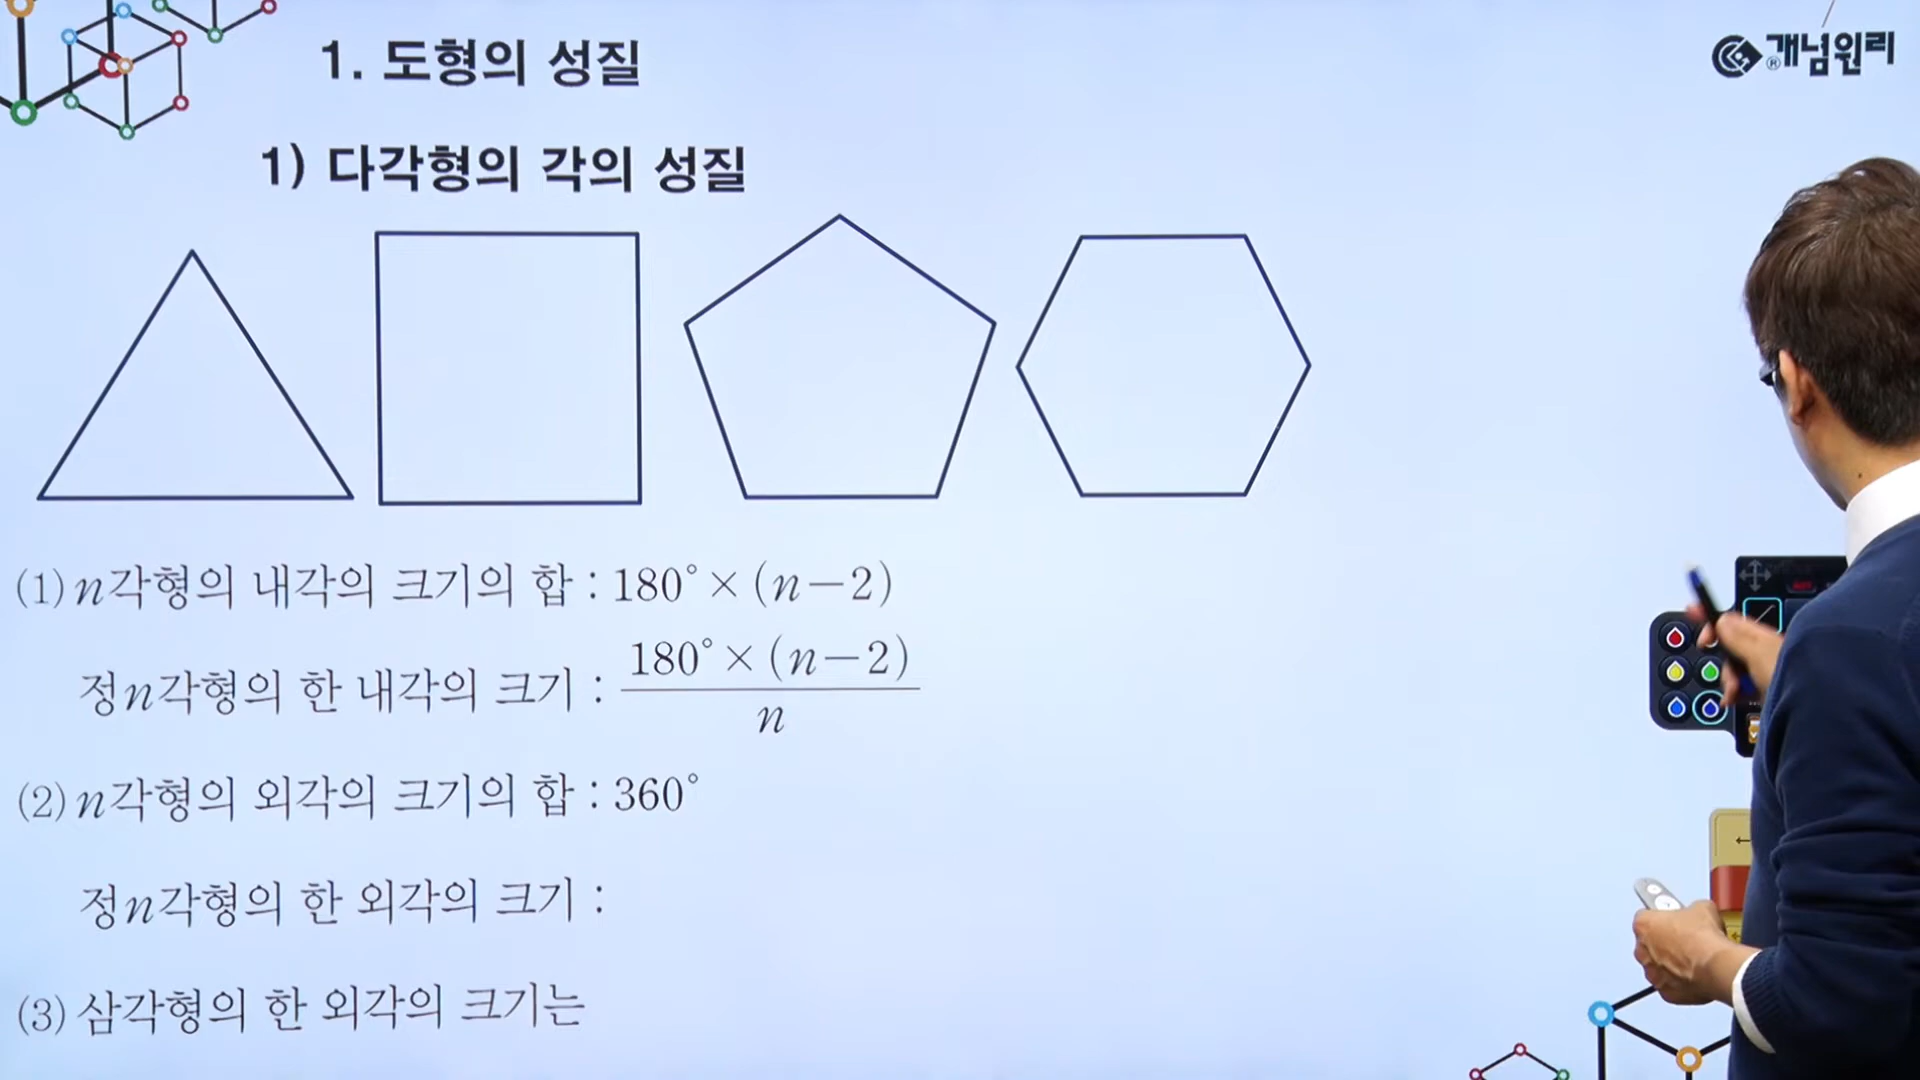 1. 도형의 성질
개념원리
®
1) 다각형의 각의 성질
(1) n각형의 내각의 크기의 합 : 180° × (n−2)
정n각형의 한 내각의 크기 : 180° × (n−2) / n
(2) n각형의 외각의 크기의 합 : 360°
정n각형의 한 외각의 크기 :
(3) 삼각형의 한 외각의 크기는